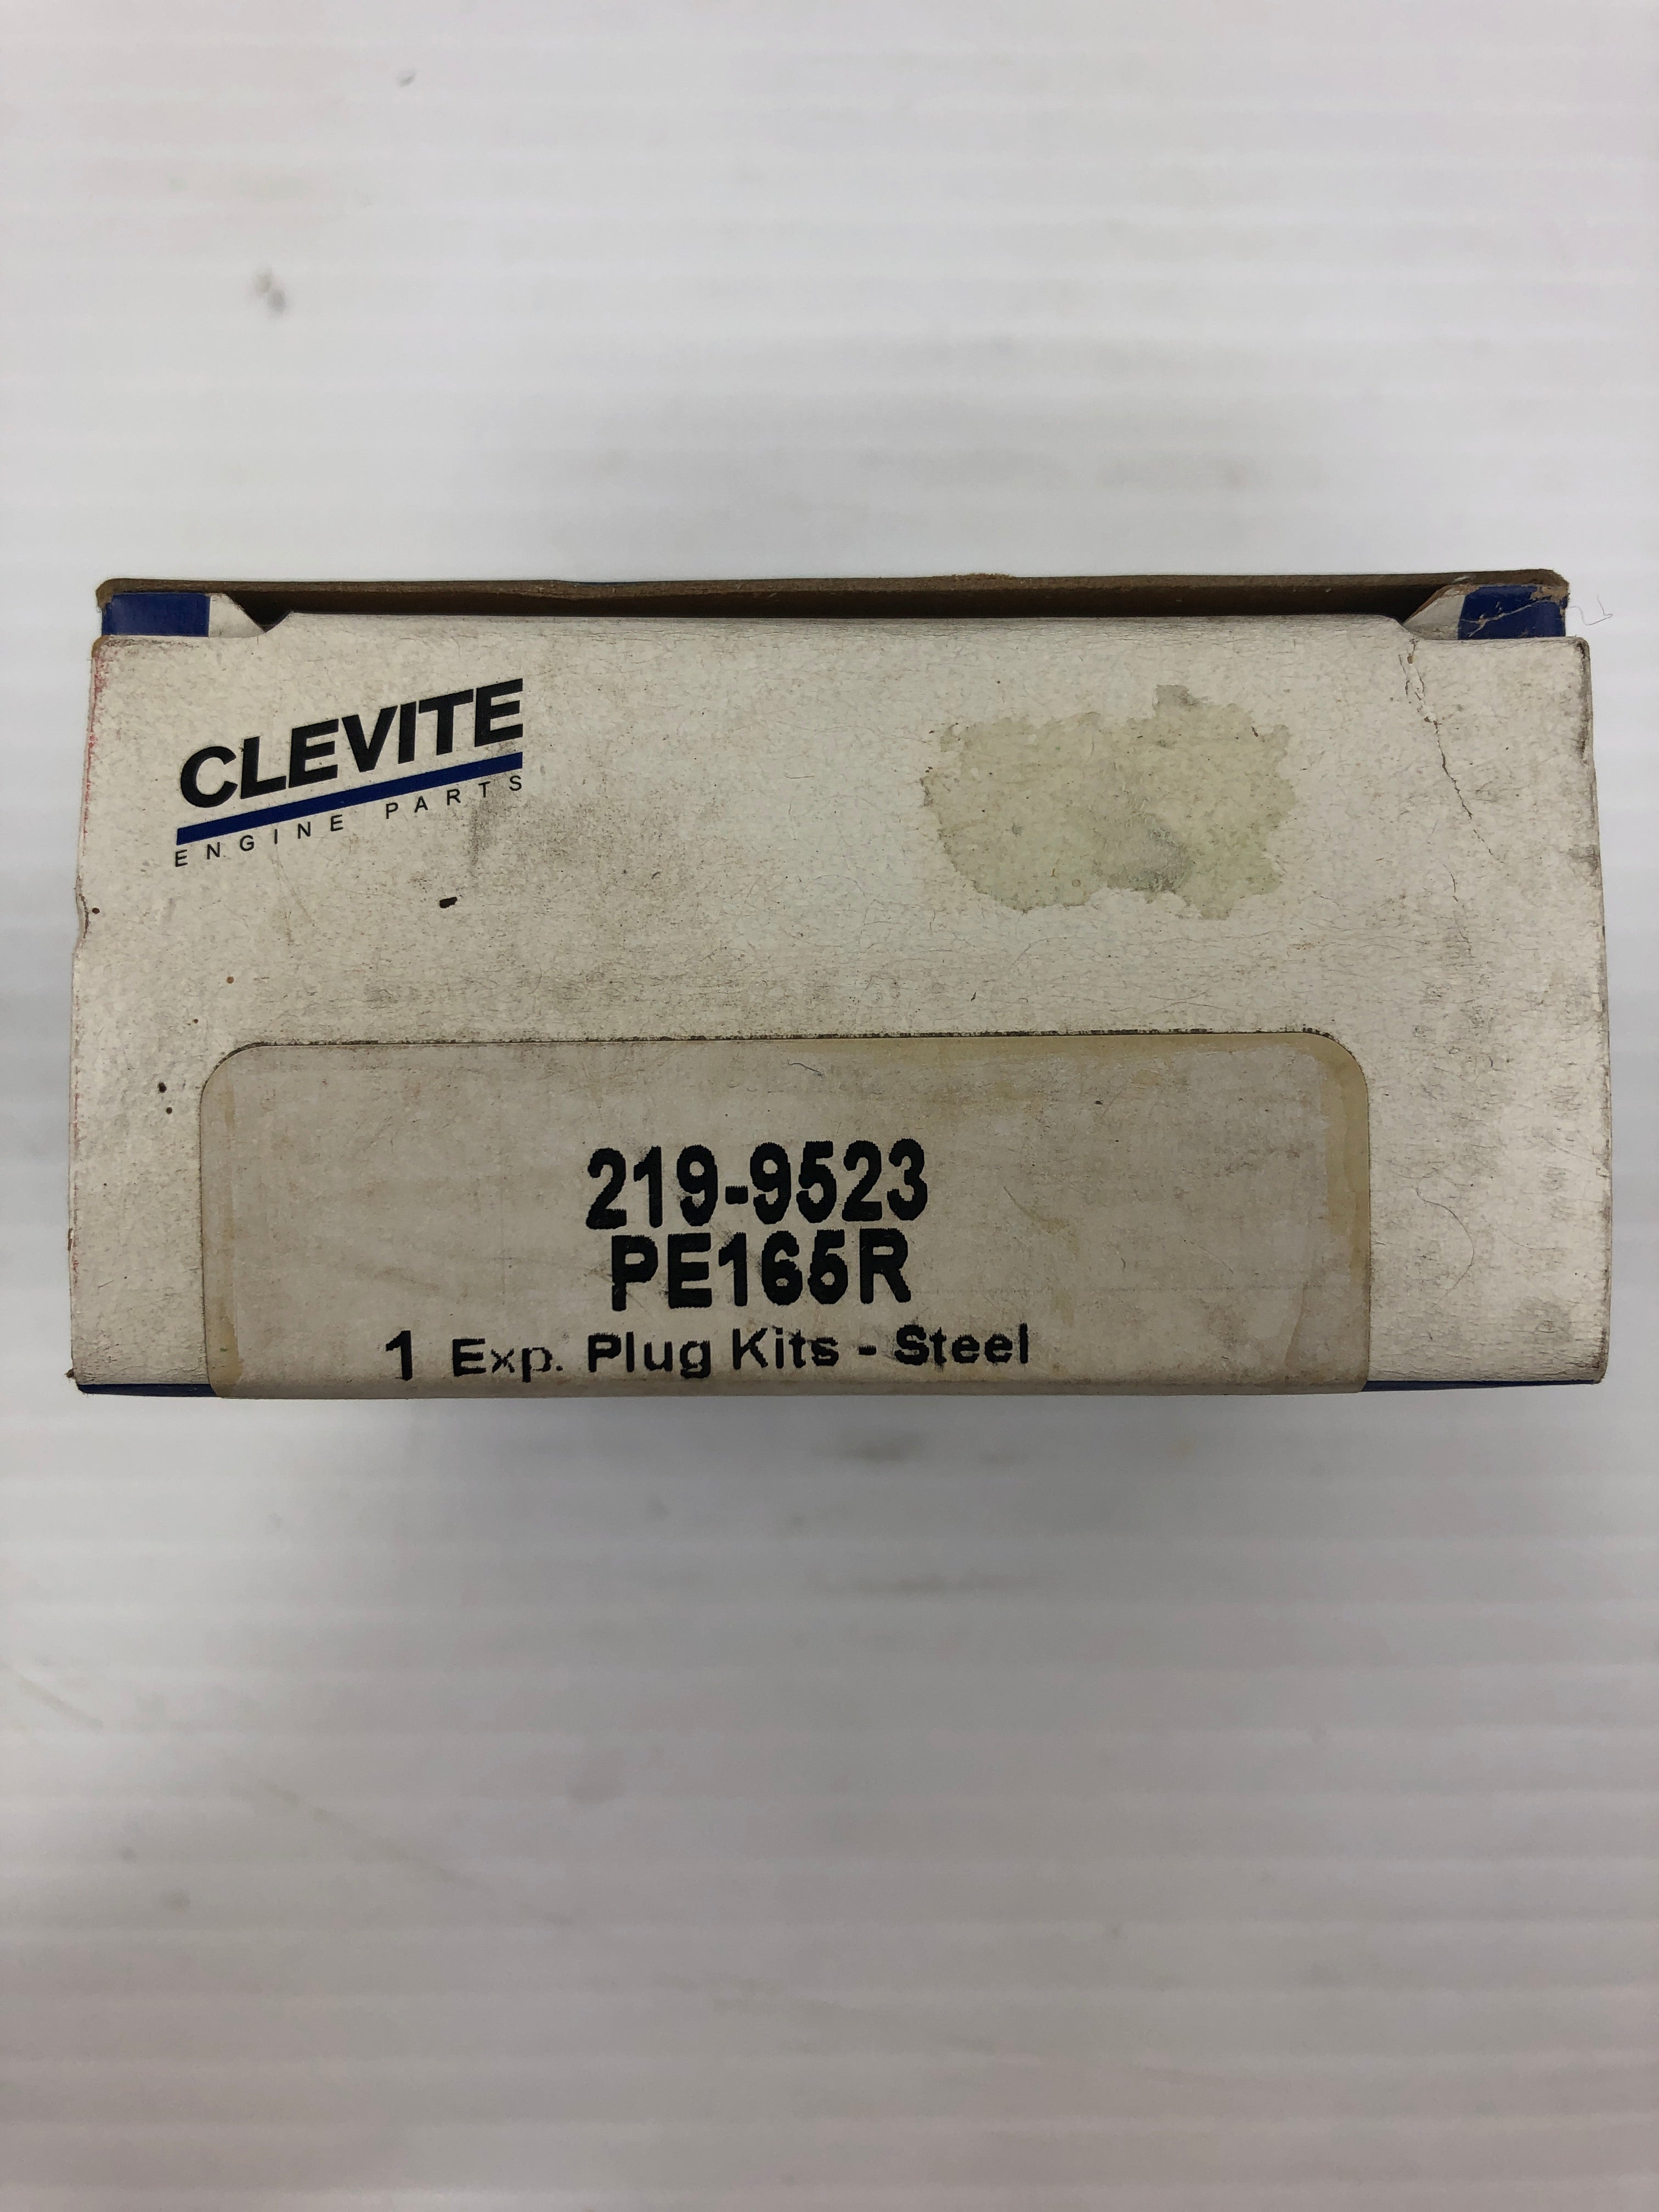 CLEVITE
ENGINE PARTS
219-9523
PE165R
1 Exp. Plug Kits - Steel